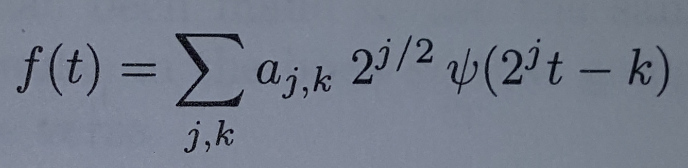 f(t) = ∑_{j,k} a_{j,k} 2^{j/2} ψ(2^j t − k)